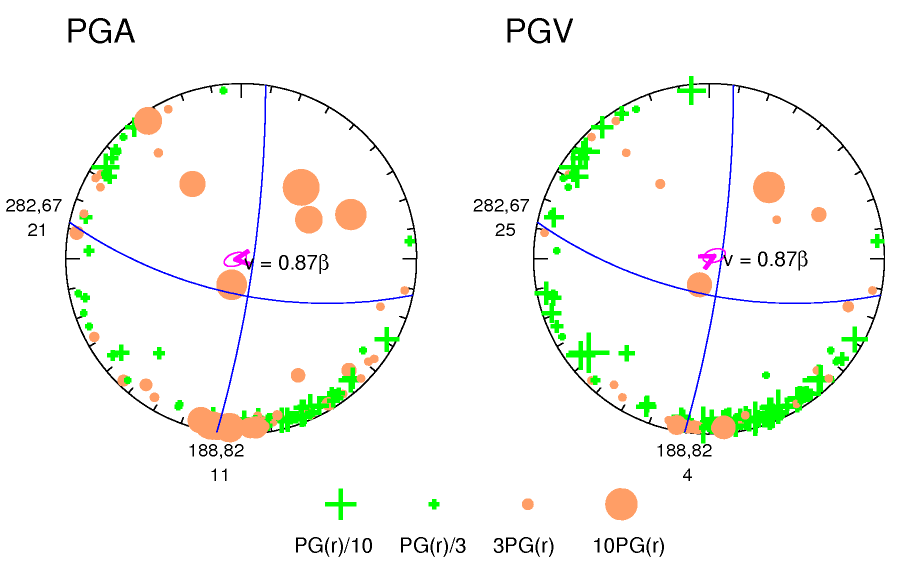 PGA
PGV
282,67
21
v = 0.87β
188,82
11
282,67
25
v = 0.87β
188,82
4
PG(r)/10
PG(r)/3
3PG(r)
10PG(r)